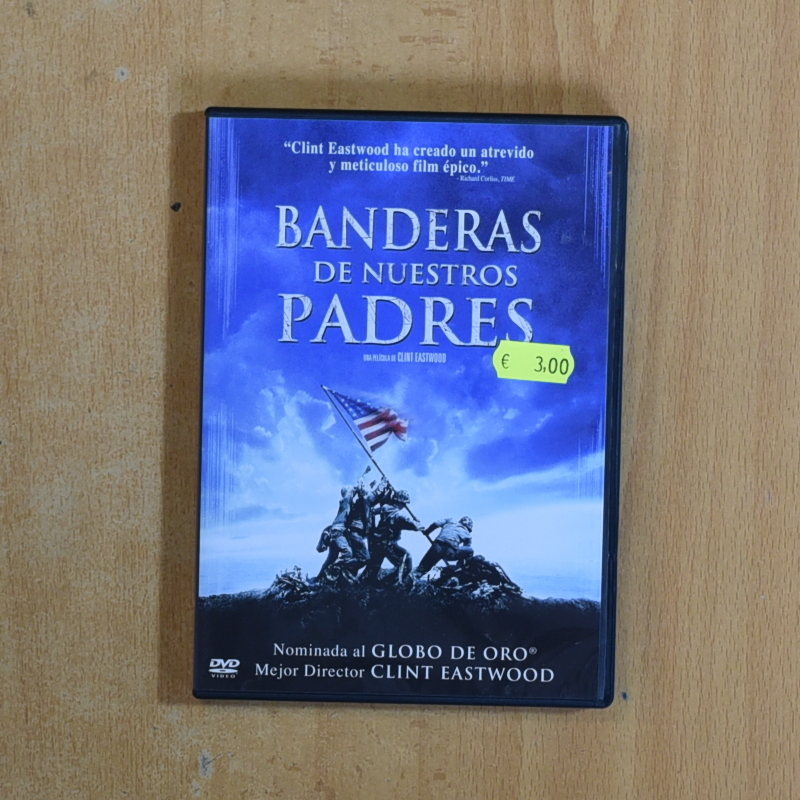 “Clint Eastwood ha creado un atrevido
y meticuloso film épico.”
- Richard Corliss, TIME
BANDERAS
DE NUESTROS
PADRES
UNA PELÍCULA DE CLINT EASTWOOD
€ 3,00
Nominada al GLOBO DE ORO®
Mejor Director CLINT EASTWOOD
DVD
VIDEO